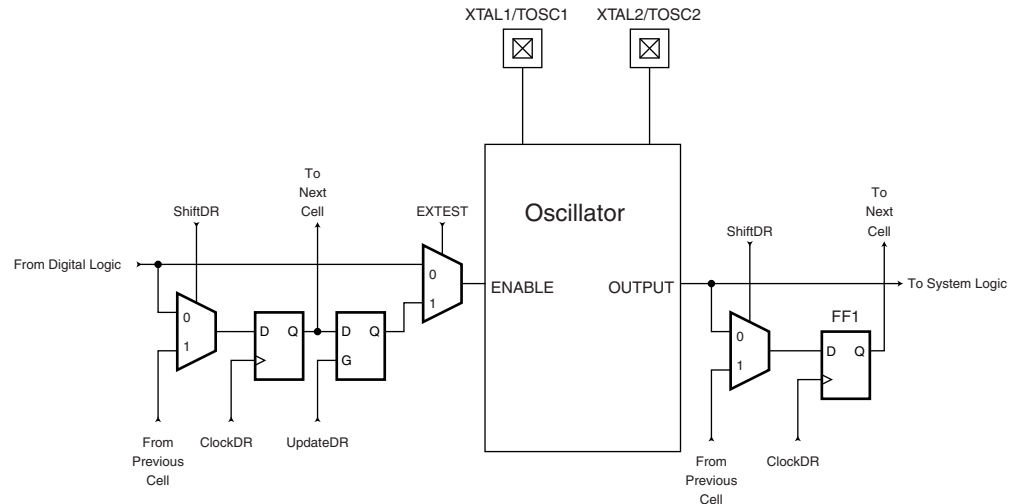 XTAL1/TOSC1
XTAL2/TOSC2
To
Next
Cell
ShiftDR
EXTEST
From Digital Logic
0
1
D Q
D Q
G
0
1
From
Previous
Cell
ClockDR
UpdateDR
Oscillator
ENABLE
OUTPUT
To
Next
Cell
ShiftDR
To System Logic
FF1
0
1
D Q
From
Previous
Cell
ClockDR